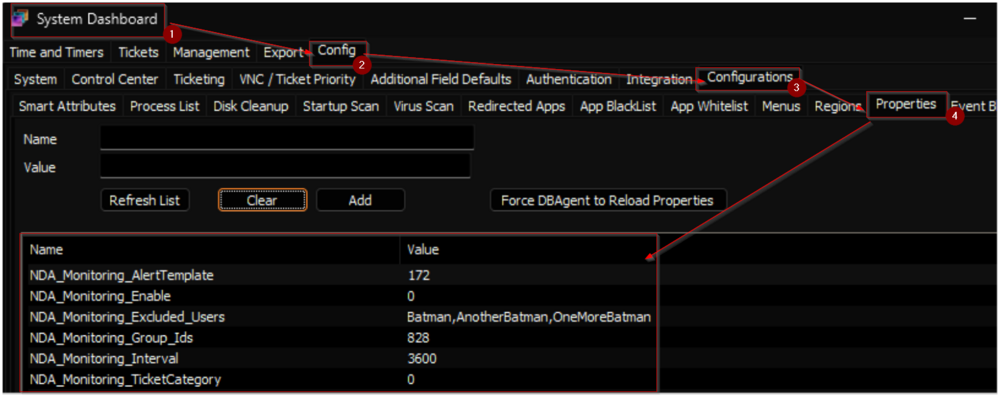 System Dashboard
1
Time and Timers Tickets Management Export Config
2
System Control Center Ticketing VNC / Ticket Priority Additional Field Defaults Authentication Integration Configurations
3
Smart Attributes Process List Disk Cleanup Startup Scan Virus Scan Redirected Apps App BlackList App Whitelist Menus Regions Properties Event B
4
Name
Value
Refresh List Clear Add Force DBAgent to Reload Properties
Name Value
NDA_Monitoring_AlertTemplate 172
NDA_Monitoring_Enable 0
NDA_Monitoring_Excluded_Users Batman,AnotherBatman,OneMoreBatman
NDA_Monitoring_Group_Ids 828
NDA_Monitoring_Interval 3600
NDA_Monitoring_TicketCategory 0